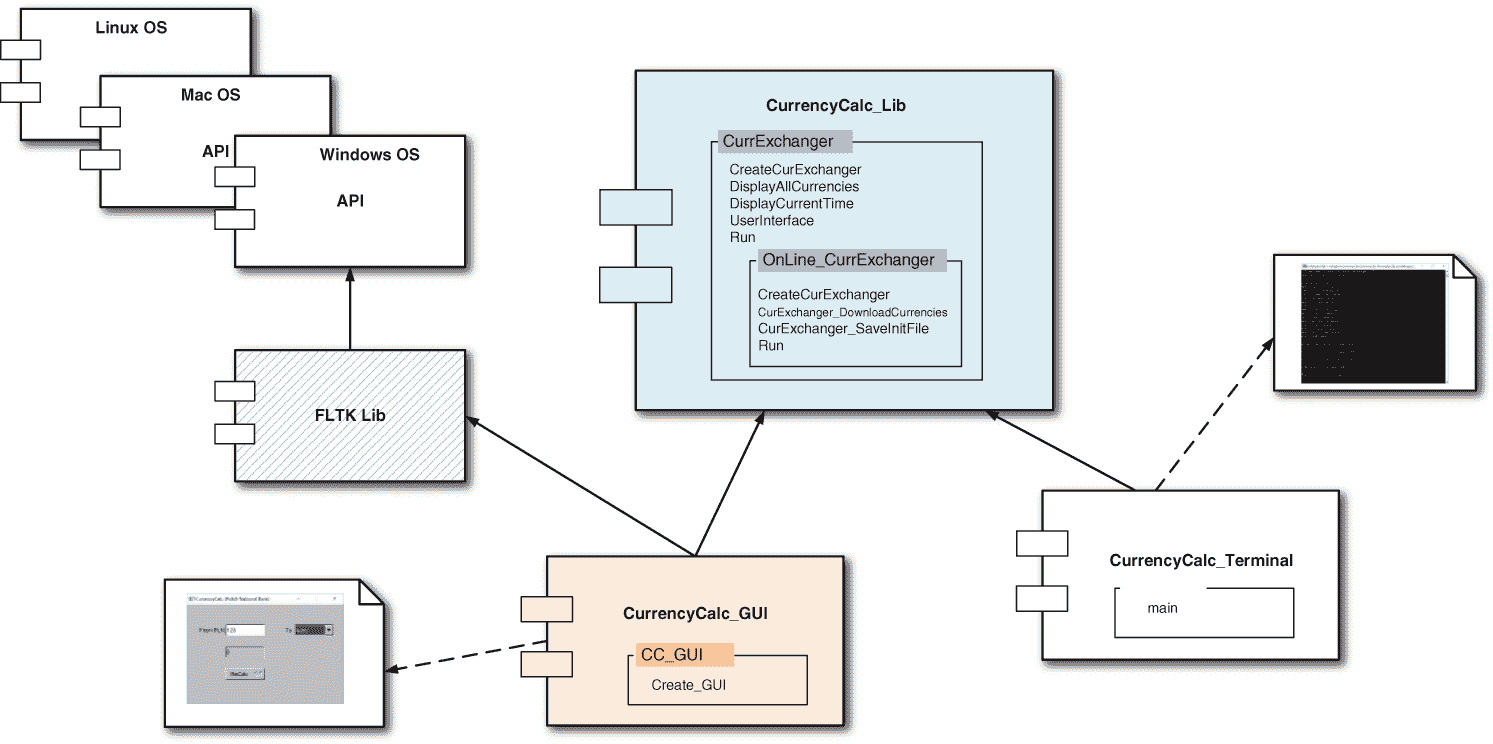 Linux OS
Mac OS
API
Windows OS
API
CurrencyCalc_Lib
CurrExchanger
CreateCurExchanger
DisplayAllCurrencies
DisplayCurrentTime
UserInterface
Run
OnLine_CurrExchanger
CreateCurExchanger
CurExchanger_DownloadCurrencies
CurExchanger_SaveInitFile
Run
FLTK Lib
CurrencyCalc_Terminal
main
CurrencyCalc_GUI
CC_GUI
Create_GUI
To